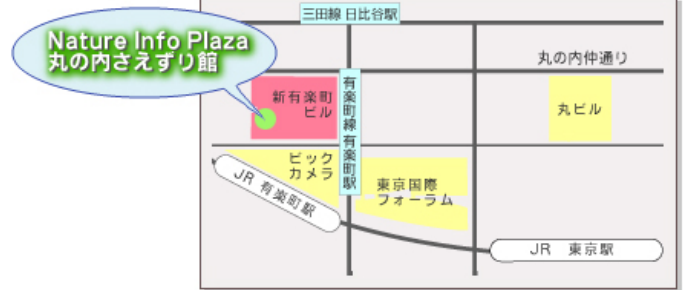 三田線 日比谷駅
Nature Info Plaza
丸の内さえずり館
丸の内仲通り
新有楽町
ビル
有楽町線 有楽町駅
丸ビル
ビック
カメラ
JR 有楽町駅
東京国際
フォーラム
JR 東京駅